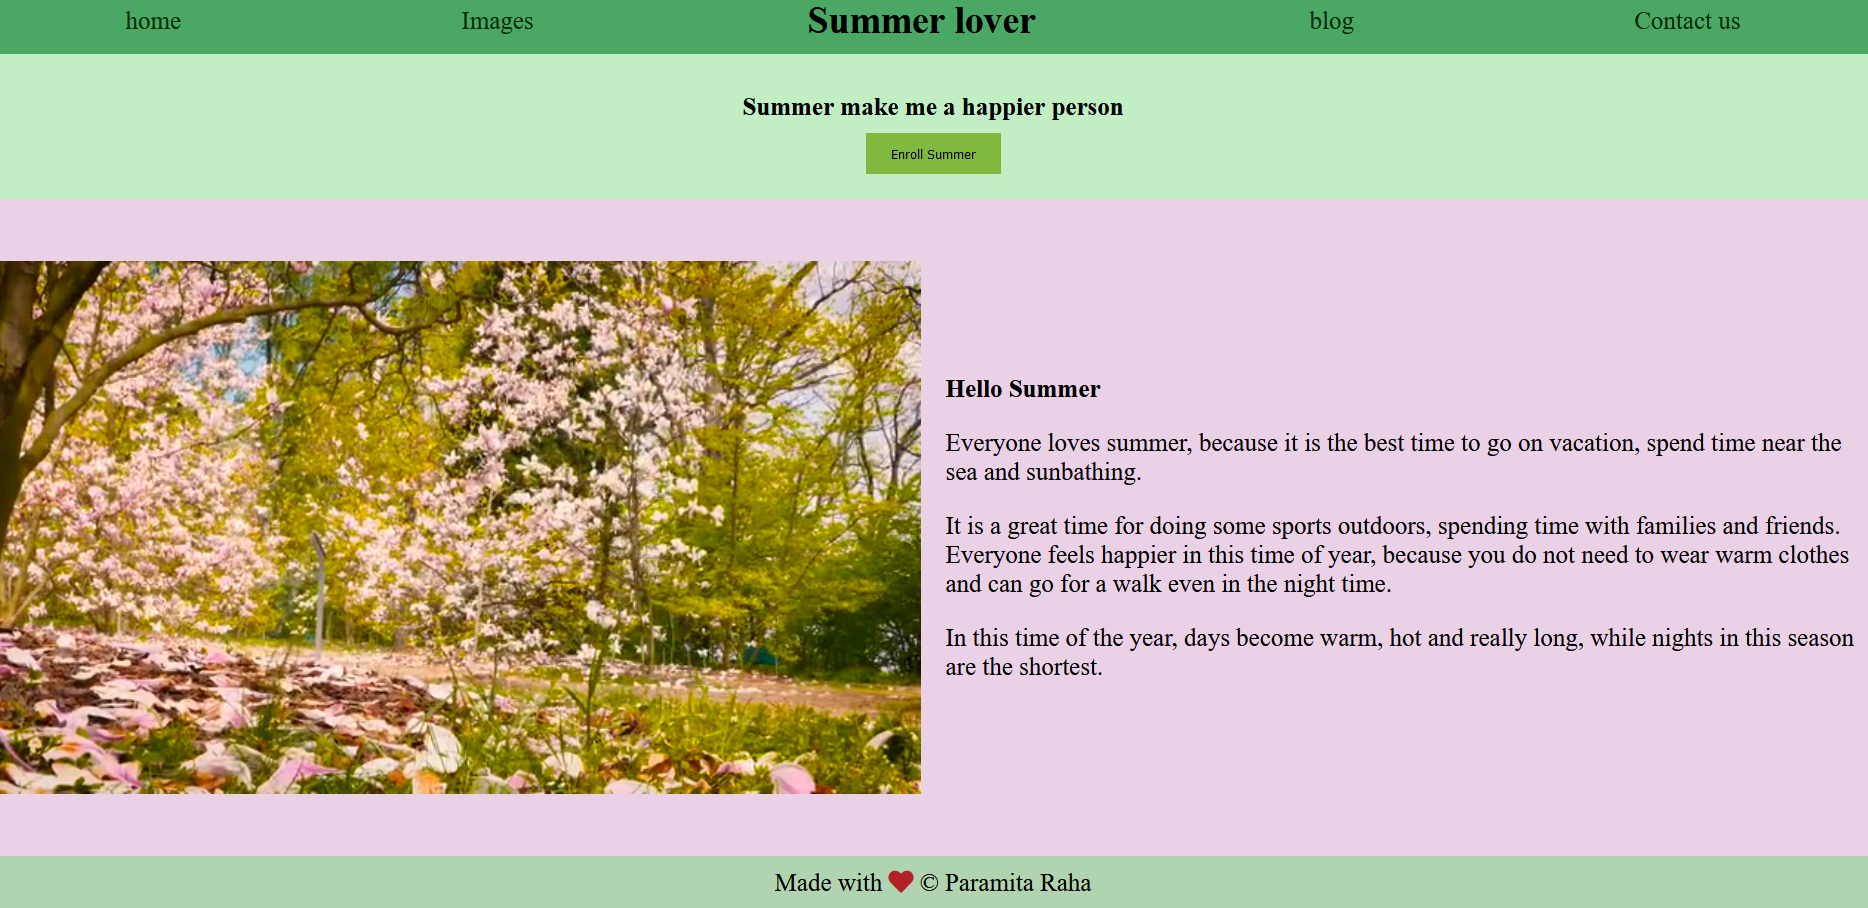 home Images Summer lover blog Contact us
Summer make me a happier person
Enroll Summer
Hello Summer
Everyone loves summer, because it is the best time to go on vacation, spend time near the
sea and sunbathing.
It is a great time for doing some sports outdoors, spending time with families and friends.
Everyone feels happier in this time of year, because you do not need to wear warm clothes
and can go for a walk even in the night time.
In this time of the year, days become warm, hot and really long, while nights in this season
are the shortest.
Made with ❤ © Paramita Raha